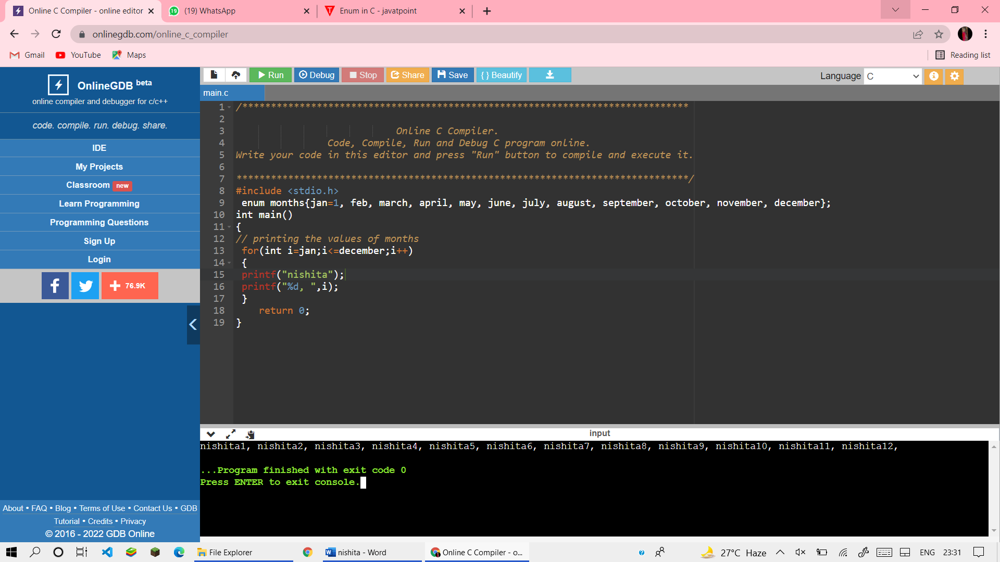 Online C Compiler - online editor
(19) WhatsApp
Enum in C - javatpoint
onlinegdb.com/online_c_compiler
Gmail
YouTube
Maps
Reading list
OnlineGDB beta
online compiler and debugger for c/c++
code. compile. run. debug. share.
IDE
My Projects
Classroom new
Learn Programming
Programming Questions
Sign Up
Login
76.9K
About • FAQ • Blog • Terms of Use • Contact Us • GDB
Tutorial • Credits • Privacy
© 2016 - 2022 GDB Online
Run
Debug
Stop
Share
Save
{ } Beautify
Language C
main.c
1 /******************************************************************************
2
3 Online C Compiler.
4 Code, Compile, Run and Debug C program online.
5 Write your code in this editor and press "Run" button to compile and execute it.
6
7 *******************************************************************************/
8 #include <stdio.h>
9 enum months{jan=1, feb, march, april, may, june, july, august, september, october, november, december};
10 int main()
11 {
12 // printing the values of months
13 for(int i=jan;i<=december;i++)
14 {
15 printf("nishita");
16 printf("%d, ",i);
17 }
18 return 0;
19 }
input
nishita1, nishita2, nishita3, nishita4, nishita5, nishita6, nishita7, nishita8, nishita9, nishita10, nishita11, nishita12,
...Program finished with exit code 0
Press ENTER to exit console.
File Explorer
nishita - Word
Online C Compiler - o...
27°C Haze
ENG
23:31